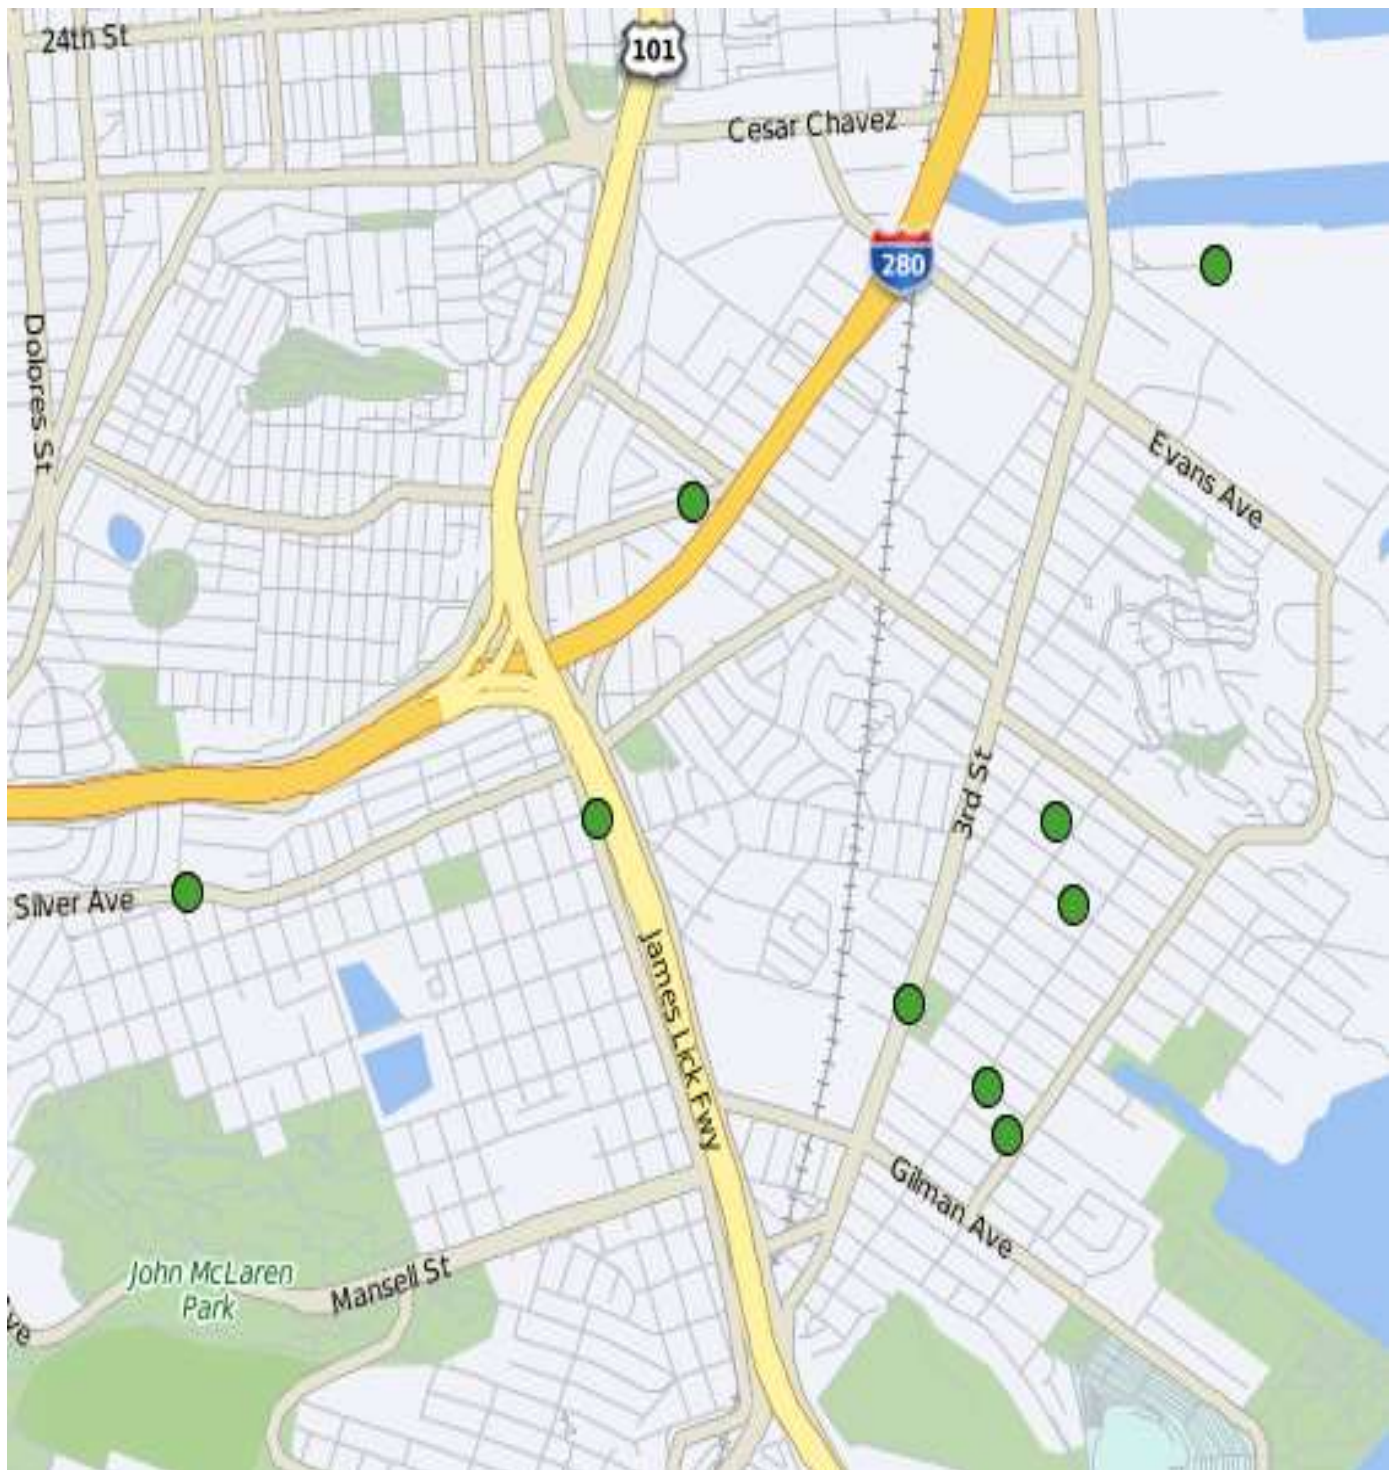 24th St
101
Cesar Chavez
280
Dolores St
Evans Ave
3rd St
Silver Ave
James Lick Fwy
Gilman Ave
John McLaren
Park
Mansell St
ve